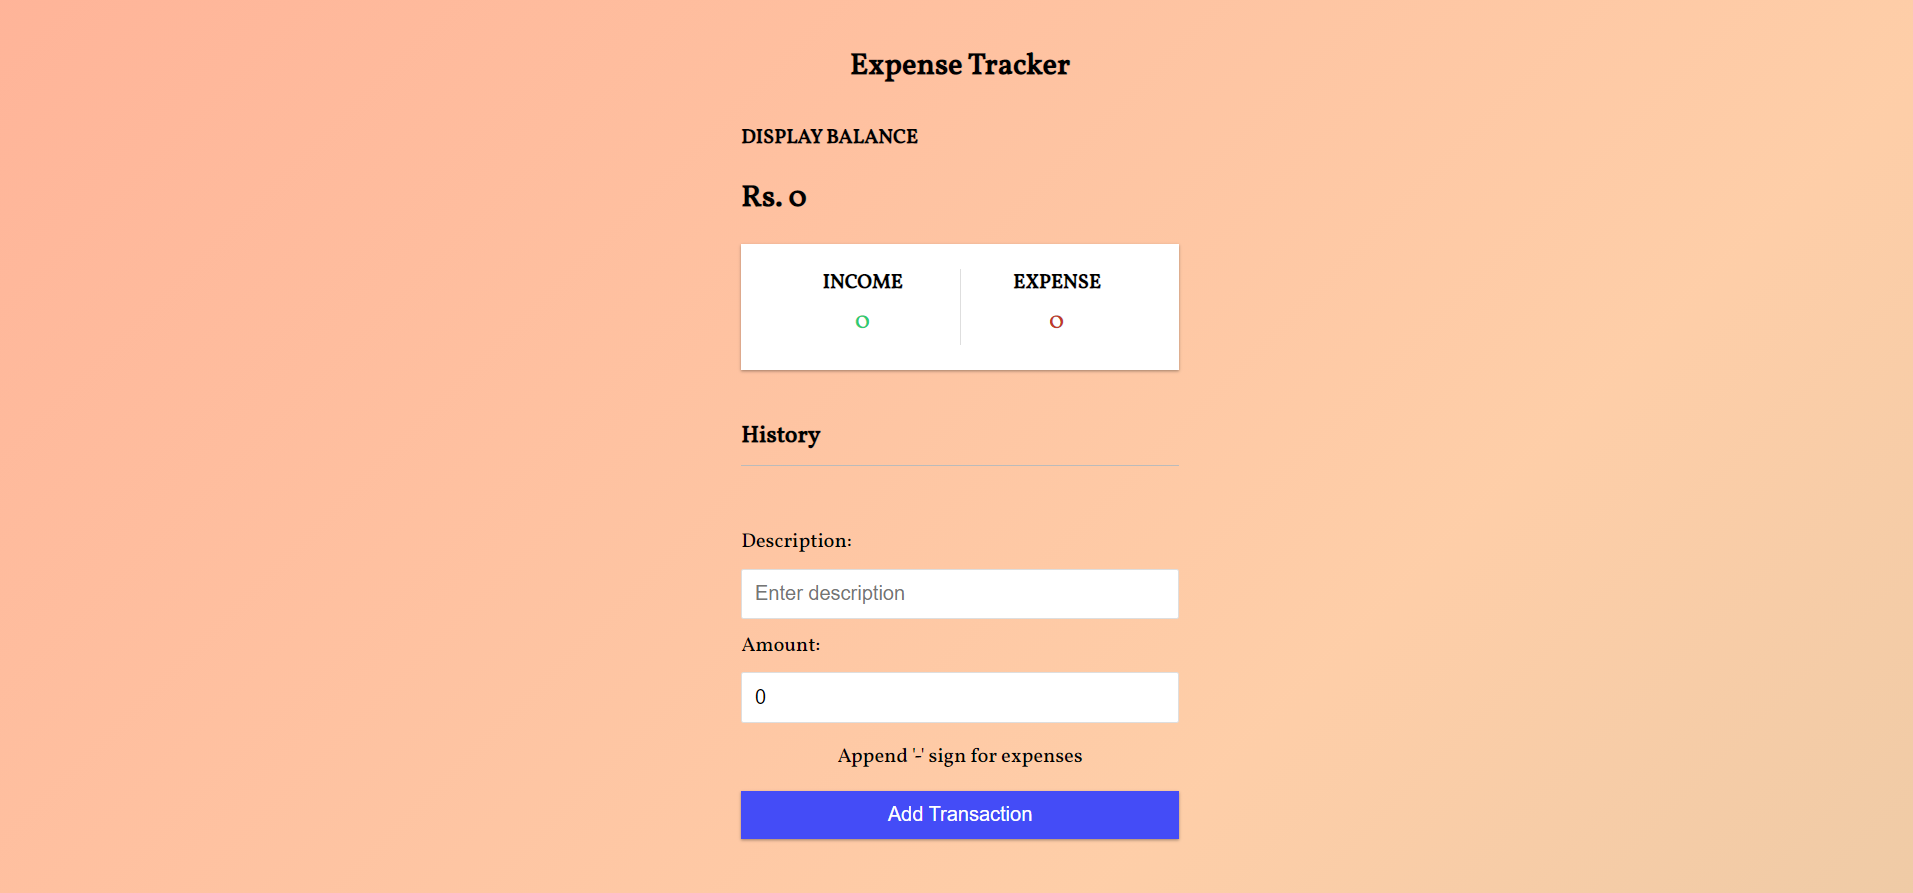 Expense Tracker
DISPLAY BALANCE
Rs. 0
INCOME EXPENSE
0 0
History
Description:
Enter description
Amount:
0
Append '-' sign for expenses
Add Transaction